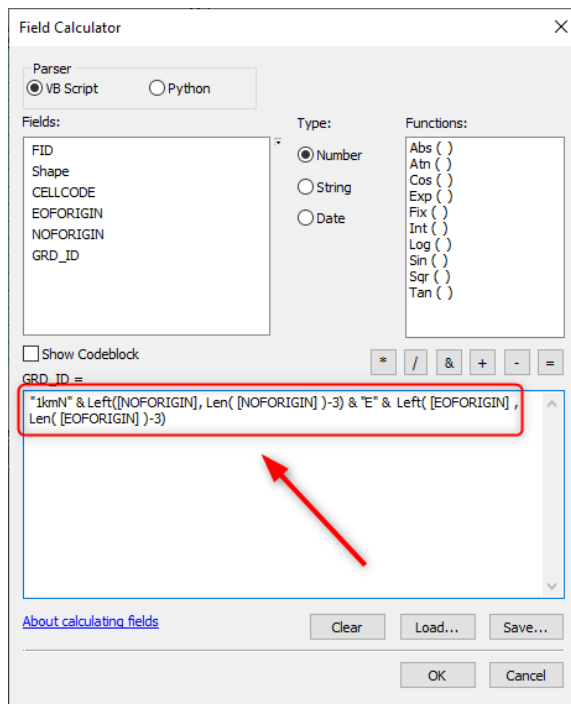 Field Calculator
Parser
VB Script
Python
Fields:
FID
Shape
CELLCODE
EOFORIGIN
NOFORIGIN
GRD_ID
Type:
Number
String
Date
Functions:
Abs ( )
Atn ( )
Cos ( )
Exp ( )
Fix ( )
Int ( )
Log ( )
Sin ( )
Sqr ( )
Tan ( )
Show Codeblock
* / & + - =
GRD_ID =
"1kmN" & Left([NOFORIGIN], Len( [NOFORIGIN] )-3) & "E" & Left( [EOFORIGIN] ,
Len( [EOFORIGIN] )-3)
About calculating fields
Clear
Load...
Save...
OK
Cancel